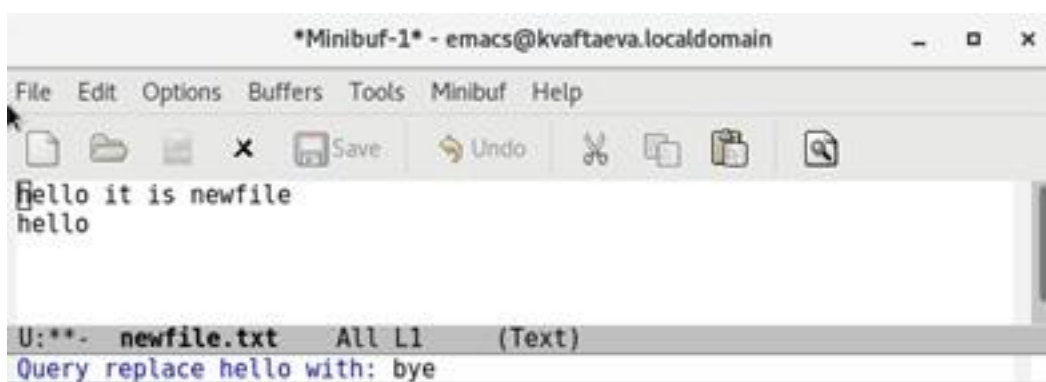 *Minibuf-1* - emacs@kvaftaeva.localdomain
File Edit Options Buffers Tools Minibuf Help
Save Undo
hello it is newfile
hello
U:**- newfile.txt All L1 (Text)
Query replace hello with: bye